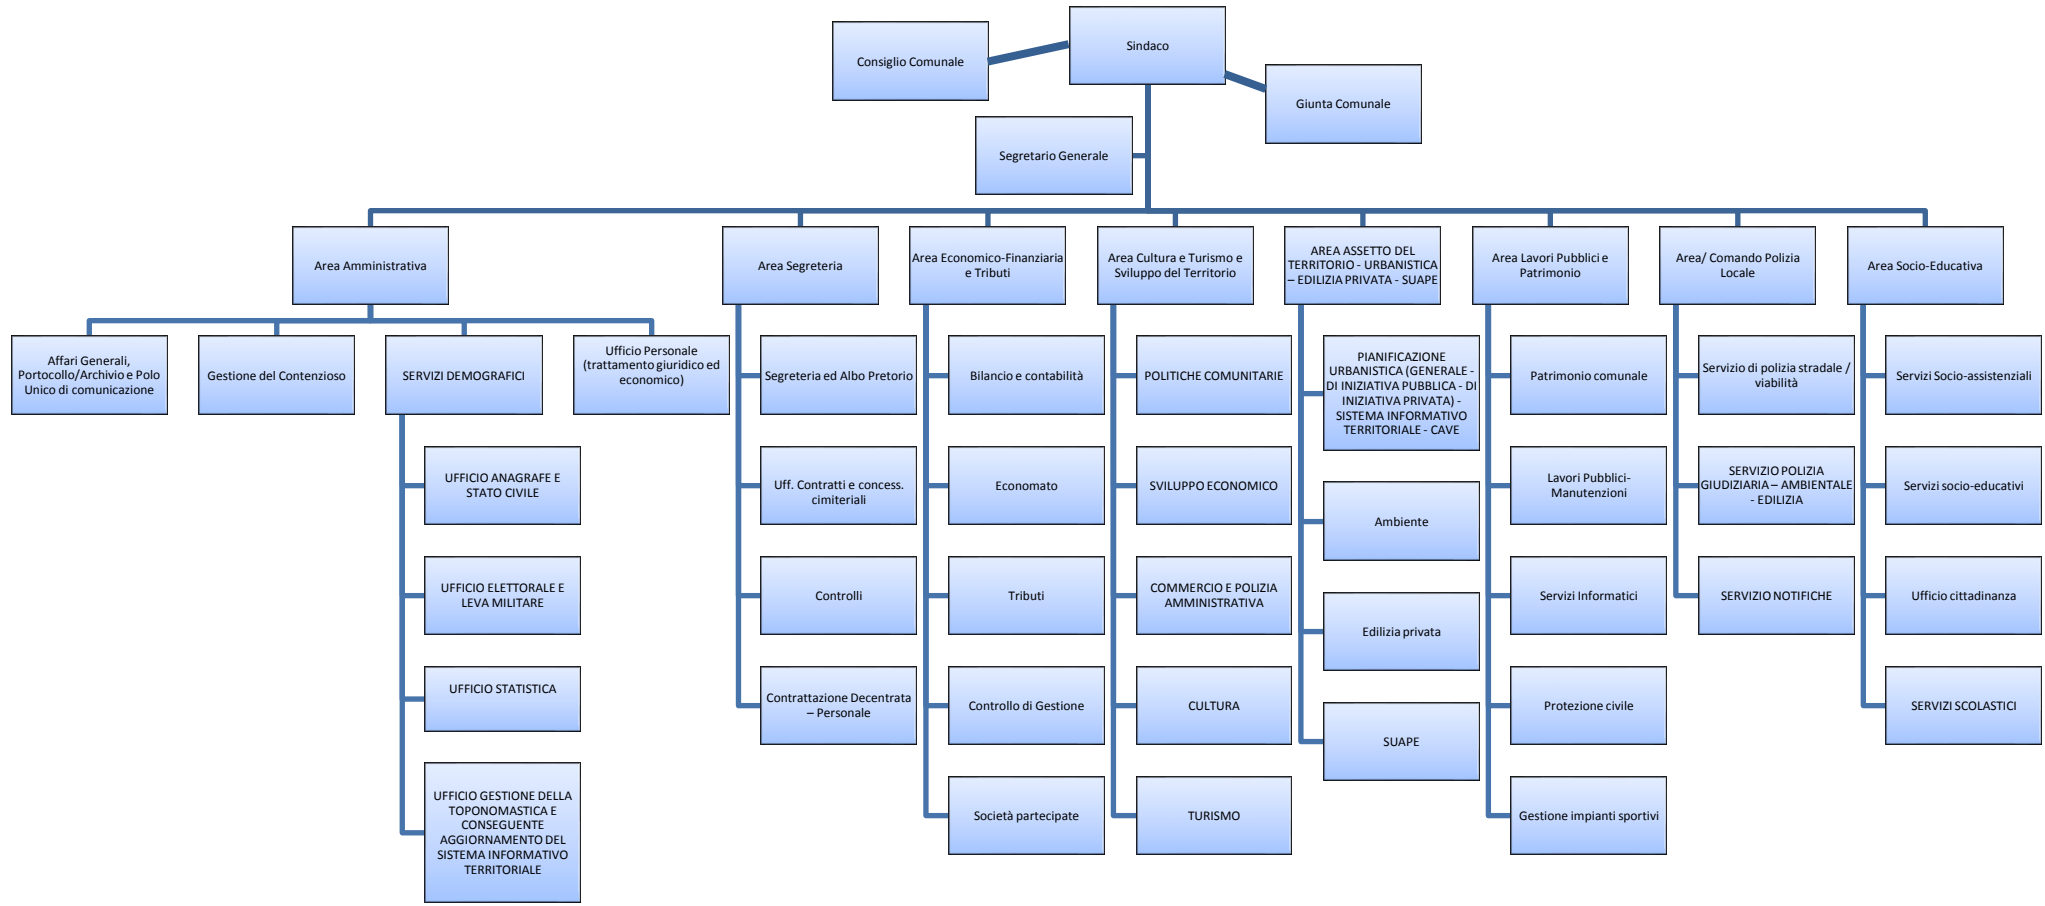 Sindaco
Consiglio Comunale
Giunta Comunale
Segretario Generale
Area Amministrativa
Affari Generali,
Portocollo/Archivio e Polo
Unico di comunicazione
Gestione del Contenzioso
SERVIZI DEMOGRAFICI
UFFICIO ANAGRAFE E
STATO CIVILE
UFFICIO ELETTORALE E
LEVA MILITARE
UFFICIO STATISTICA
UFFICIO GESTIONE DELLA
TOPONOMASTICA E
CONSEGUENTE
AGGIORNAMENTO DEL
SISTEMA INFORMATIVO
TERRITORIALE
Ufficio Personale
(trattamento giuridico ed
economico)
Area Segreteria
Segreteria ed Albo Pretorio
Uff. Contratti e concess.
cimiteriali
Controlli
Contrattazione Decentrata
– Personale
Area Economico-Finanziaria
e Tributi
Bilancio e contabilità
Economato
Tributi
Controllo di Gestione
Società partecipate
Area Cultura e Turismo e
Sviluppo del Territorio
POLITICHE COMUNITARIE
SVILUPPO ECONOMICO
COMMERCIO E POLIZIA
AMMINISTRATIVA
CULTURA
TURISMO
AREA ASSETTO DEL
TERRITORIO - URBANISTICA
– EDILIZIA PRIVATA - SUAPE
PIANIFICAZIONE
URBANISTICA (GENERALE -
DI INIZIATIVA PUBBLICA - DI
INIZIATIVA PRIVATA) -
SISTEMA INFORMATIVO
TERRITORIALE - CAVE
Ambiente
Edilizia privata
SUAPE
Area Lavori Pubblici e
Patrimonio
Patrimonio comunale
Lavori Pubblici-
Manutenzioni
Servizi Informatici
Protezione civile
Gestione impianti sportivi
Area/ Comando Polizia
Locale
Servizio di polizia stradale /
viabilità
SERVIZIO POLIZIA
GIUDIZIARIA – AMBIENTALE
- EDILIZIA
SERVIZIO NOTIFICHE
Area Socio-Educativa
Servizi Socio-assistenziali
Servizi socio-educativi
Ufficio cittadinanza
SERVIZI SCOLASTICI